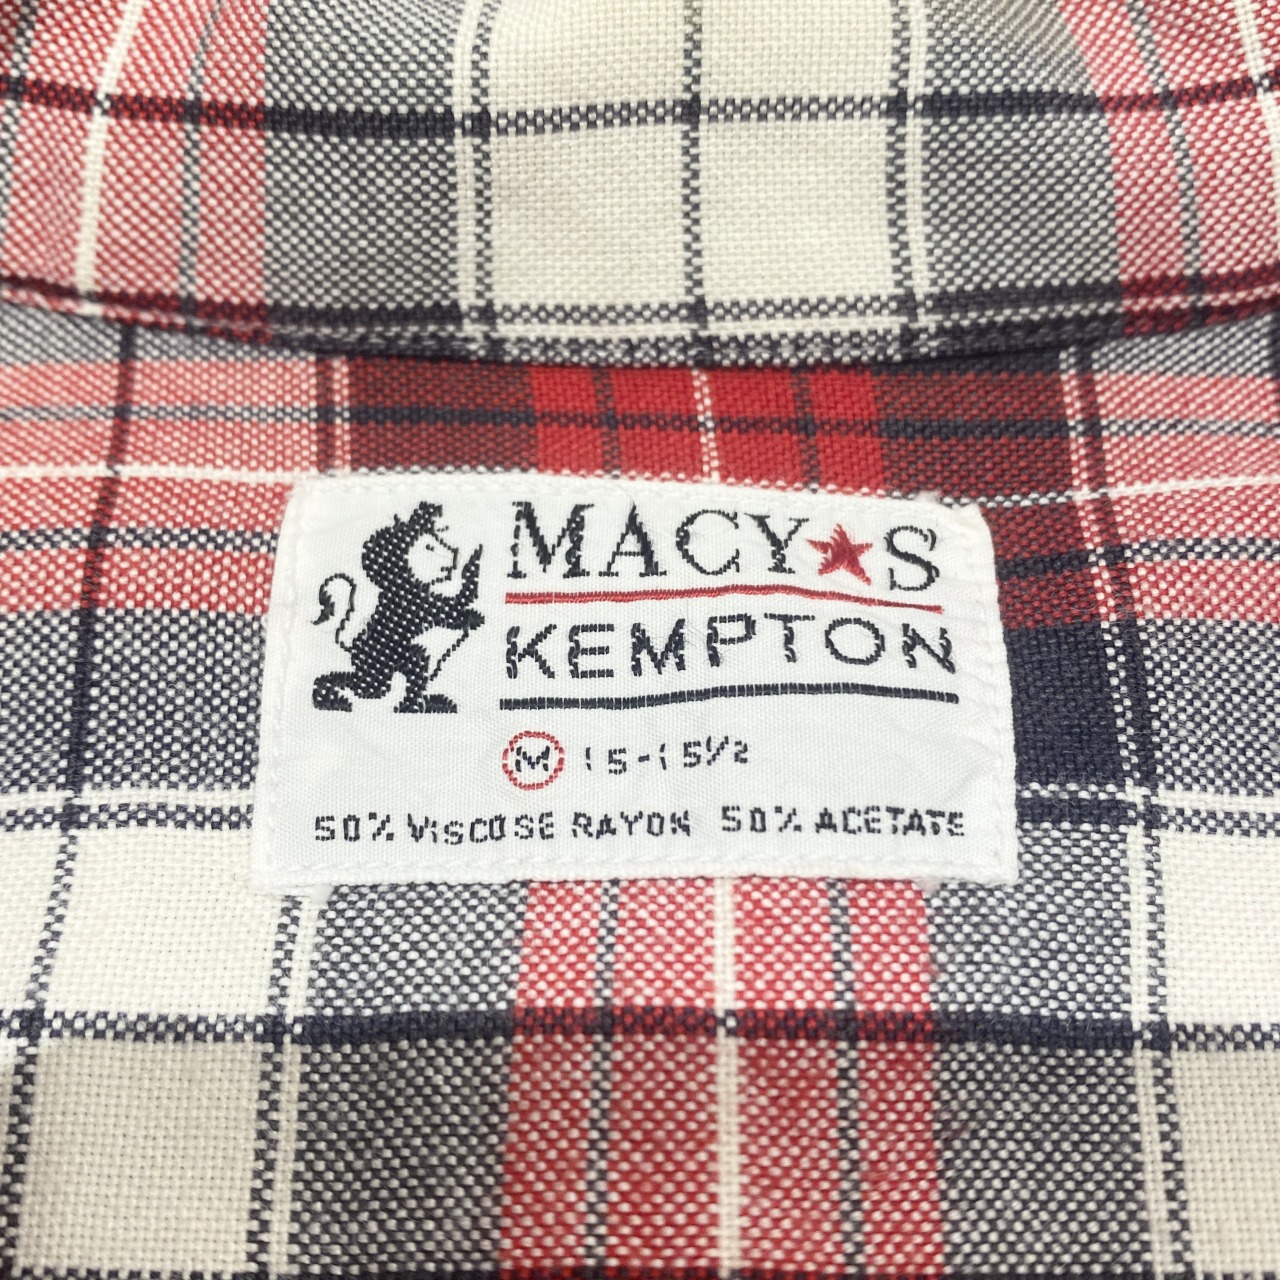 MACY★S
KEMPTON
M 15-15½
50% VISCOSE RAYON 50% ACETATE